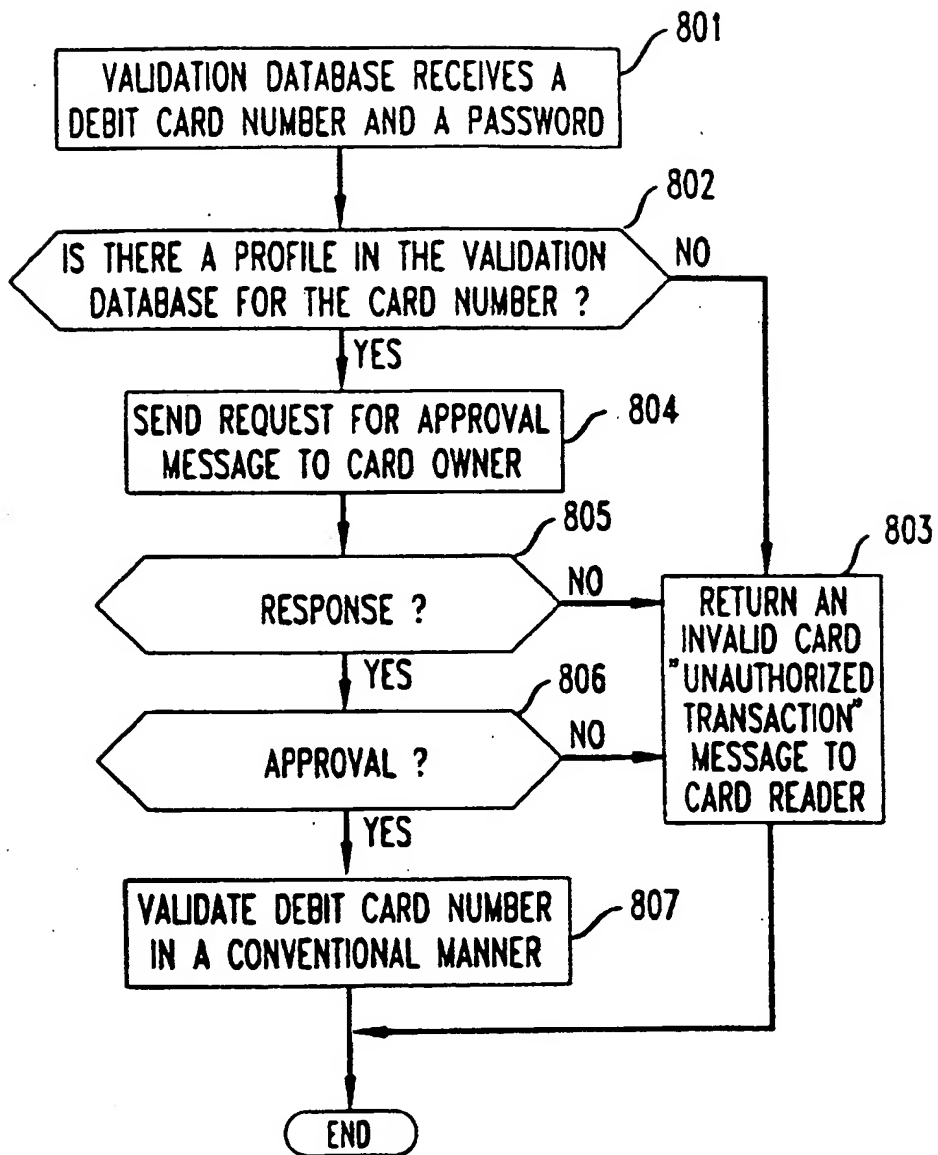 801
VALIDATION DATABASE RECEIVES A
DEBIT CARD NUMBER AND A PASSWORD
802
IS THERE A PROFILE IN THE VALIDATION
DATABASE FOR THE CARD NUMBER ?
NO
YES
804
SEND REQUEST FOR APPROVAL
MESSAGE TO CARD OWNER
805
RESPONSE ?
NO
YES
803
RETURN AN
INVALID CARD
"UNAUTHORIZED
TRANSACTION"
MESSAGE TO
CARD READER
806
APPROVAL ?
NO
YES
807
VALIDATE DEBIT CARD NUMBER
IN A CONVENTIONAL MANNER
END